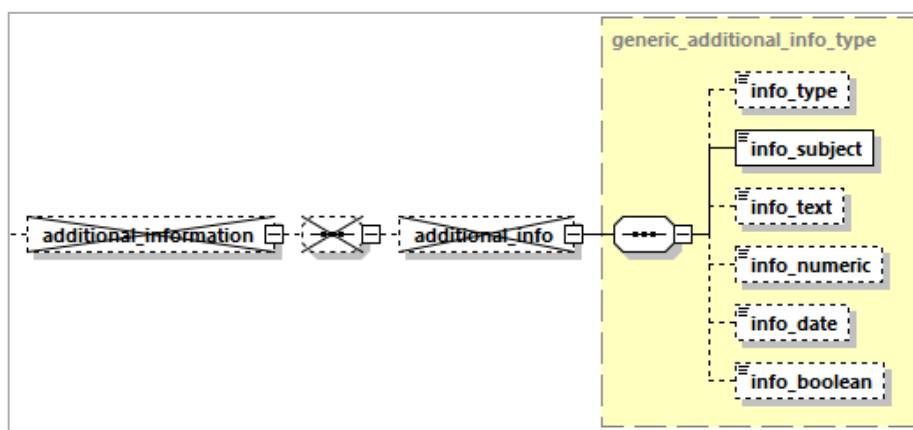 generic_additional_info_type
info_type
info_subject
info_text
additional_information
additional_info
info_numeric
info_date
info_boolean